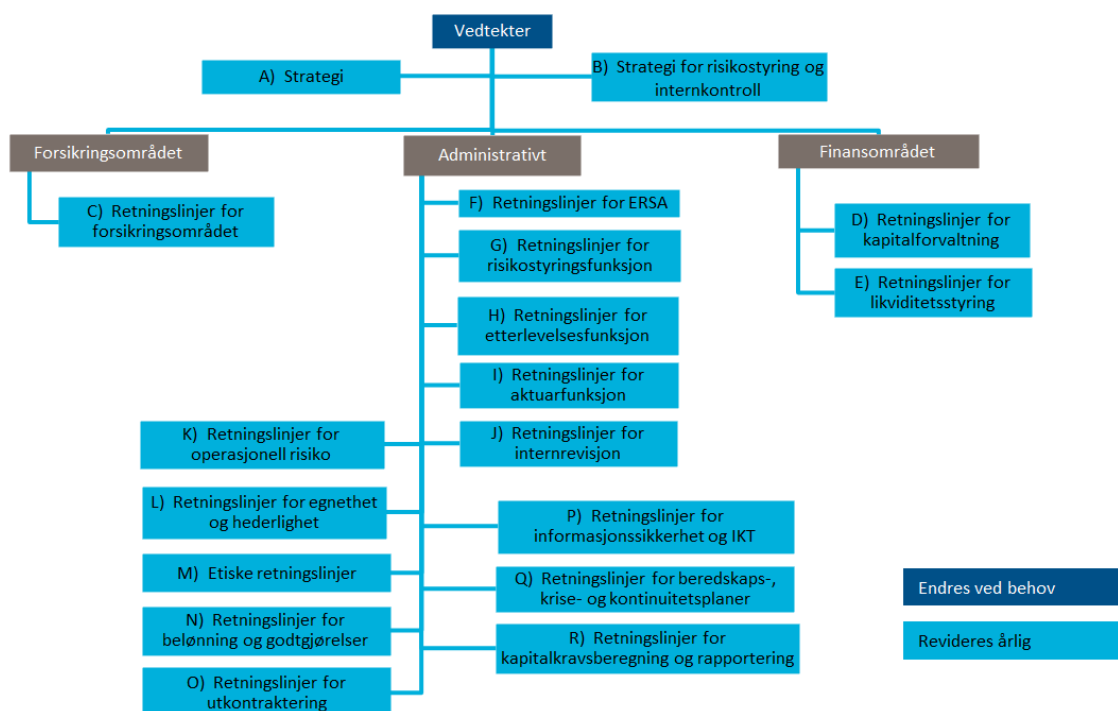 Vedtekter
A) Strategi
B) Strategi for risikostyring og
internkontroll
Forsikringsområdet
Administrativt
Finansområdet
C) Retningslinjer for
forsikringsområdet
F) Retningslinjer for ERSA
G) Retningslinjer for
risikostyringsfunksjon
H) Retningslinjer for
etterlevelsesfunksjon
I) Retningslinjer for
aktuarfunksjon
J) Retningslinjer for
internrevisjon
D) Retningslinjer for
kapitalforvaltning
E) Retningslinjer for
likviditetsstyring
K) Retningslinjer for
operasjonell risiko
L) Retningslinjer for egnethet
og hederlighet
M) Etiske retningslinjer
N) Retningslinjer for
belønning og godtgjørelser
O) Retningslinjer for
utkontraktering
P) Retningslinjer for
informasjonssikkerhet og IKT
Q) Retningslinjer for beredskaps-,
krise- og kontinuitetsplaner
R) Retningslinjer for
kapitalkravsberegning og rapportering
Endres ved behov
Revideres årlig